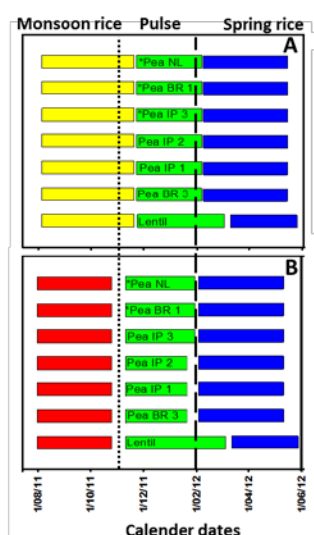 Monsoon rice Pulse Spring rice
A
*Pea NL
*Pea BR 1
*Pea IP 3
Pea IP 2
Pea IP 1
Pea BR 3
Lentil
B
*Pea NL
*Pea BR 1
Pea IP 3
Pea IP 2
Pea IP 1
Pea BR 3
Lentil
1/08/11 1/10/11 1/12/11 1/02/12 1/04/12 1/06/12
Calender dates